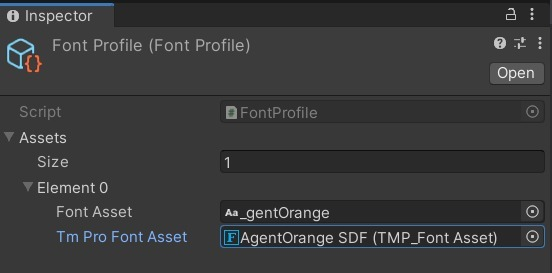 Inspector
Font Profile (Font Profile)
Open
Script FontProfile
Assets
Size 1
Element 0
Font Asset Aa _gentOrange
Tm Pro Font Asset F AgentOrange SDF (TMP_Font Asset)